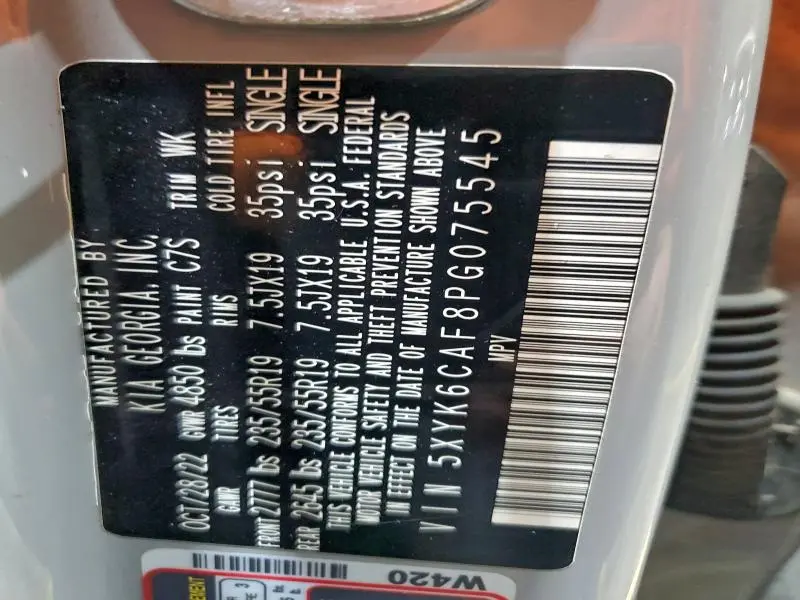 MANUFACTURED BY
KIA GEORGIA, INC.
OCT/28/22 GVWR 4850 lbs PAINT C7S TRIM WK
GAWR TIRES RIMS COLD TIRE INFL
FRONT 2777 lbs 235/55R19 7.5JX19 35psi SINGLE
REAR 2645 lbs 235/55R19 7.5JX19 35psi SINGLE
THIS VEHICLE CONFORMS TO ALL APPLICABLE U.S.A. FEDERAL
MOTOR VEHICLE SAFETY AND THEFT PREVENTION STANDARDS
IN EFFECT ON THE DATE OF MANUFACTURE SHOWN ABOVE
VIN 5XYK6CAF8PG075545
MPV
W420